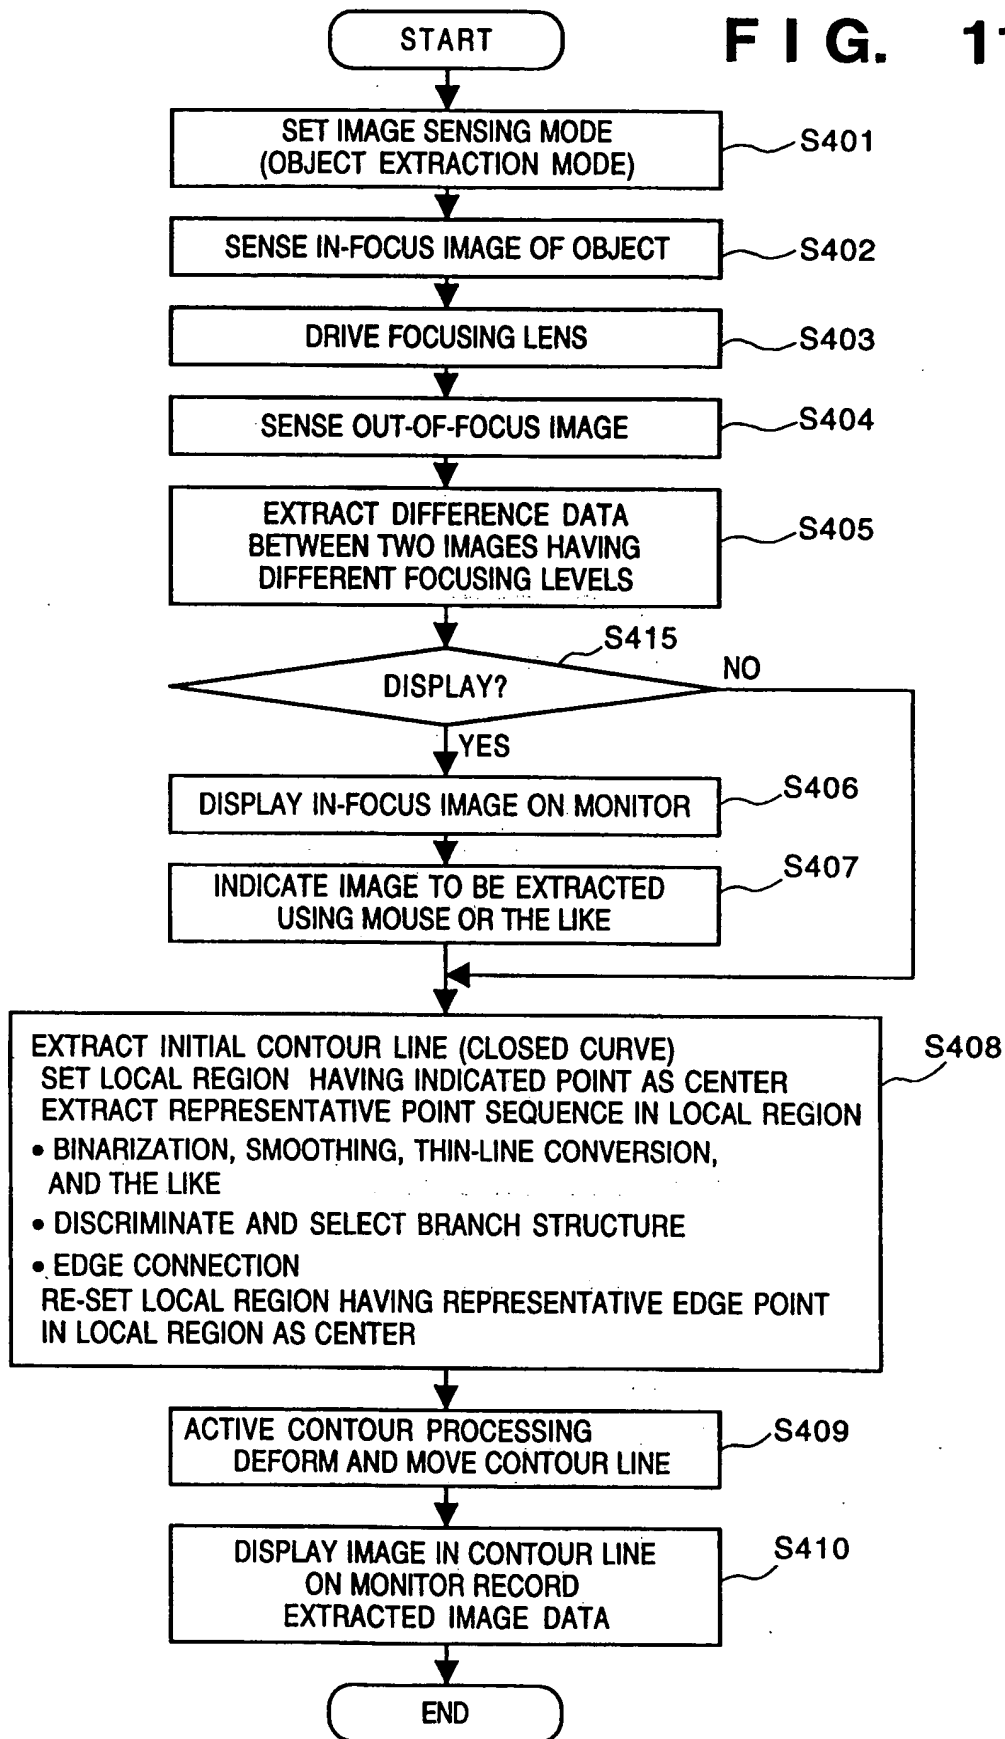 START
FIG. 1
SET IMAGE SENSING MODE
(OBJECT EXTRACTION MODE)
S401
SENSE IN-FOCUS IMAGE OF OBJECT
S402
DRIVE FOCUSING LENS
S403
SENSE OUT-OF-FOCUS IMAGE
S404
EXTRACT DIFFERENCE DATA
BETWEEN TWO IMAGES HAVING
DIFFERENT FOCUSING LEVELS
S405
S415
DISPLAY?
NO
YES
DISPLAY IN-FOCUS IMAGE ON MONITOR
S406
INDICATE IMAGE TO BE EXTRACTED
USING MOUSE OR THE LIKE
S407
EXTRACT INITIAL CONTOUR LINE (CLOSED CURVE)
SET LOCAL REGION HAVING INDICATED POINT AS CENTER
EXTRACT REPRESENTATIVE POINT SEQUENCE IN LOCAL REGION
• BINARIZATION, SMOOTHING, THIN-LINE CONVERSION,
AND THE LIKE
• DISCRIMINATE AND SELECT BRANCH STRUCTURE
• EDGE CONNECTION
RE-SET LOCAL REGION HAVING REPRESENTATIVE EDGE POINT
IN LOCAL REGION AS CENTER
S408
ACTIVE CONTOUR PROCESSING
DEFORM AND MOVE CONTOUR LINE
S409
DISPLAY IMAGE IN CONTOUR LINE
ON MONITOR RECORD
EXTRACTED IMAGE DATA
S410
END